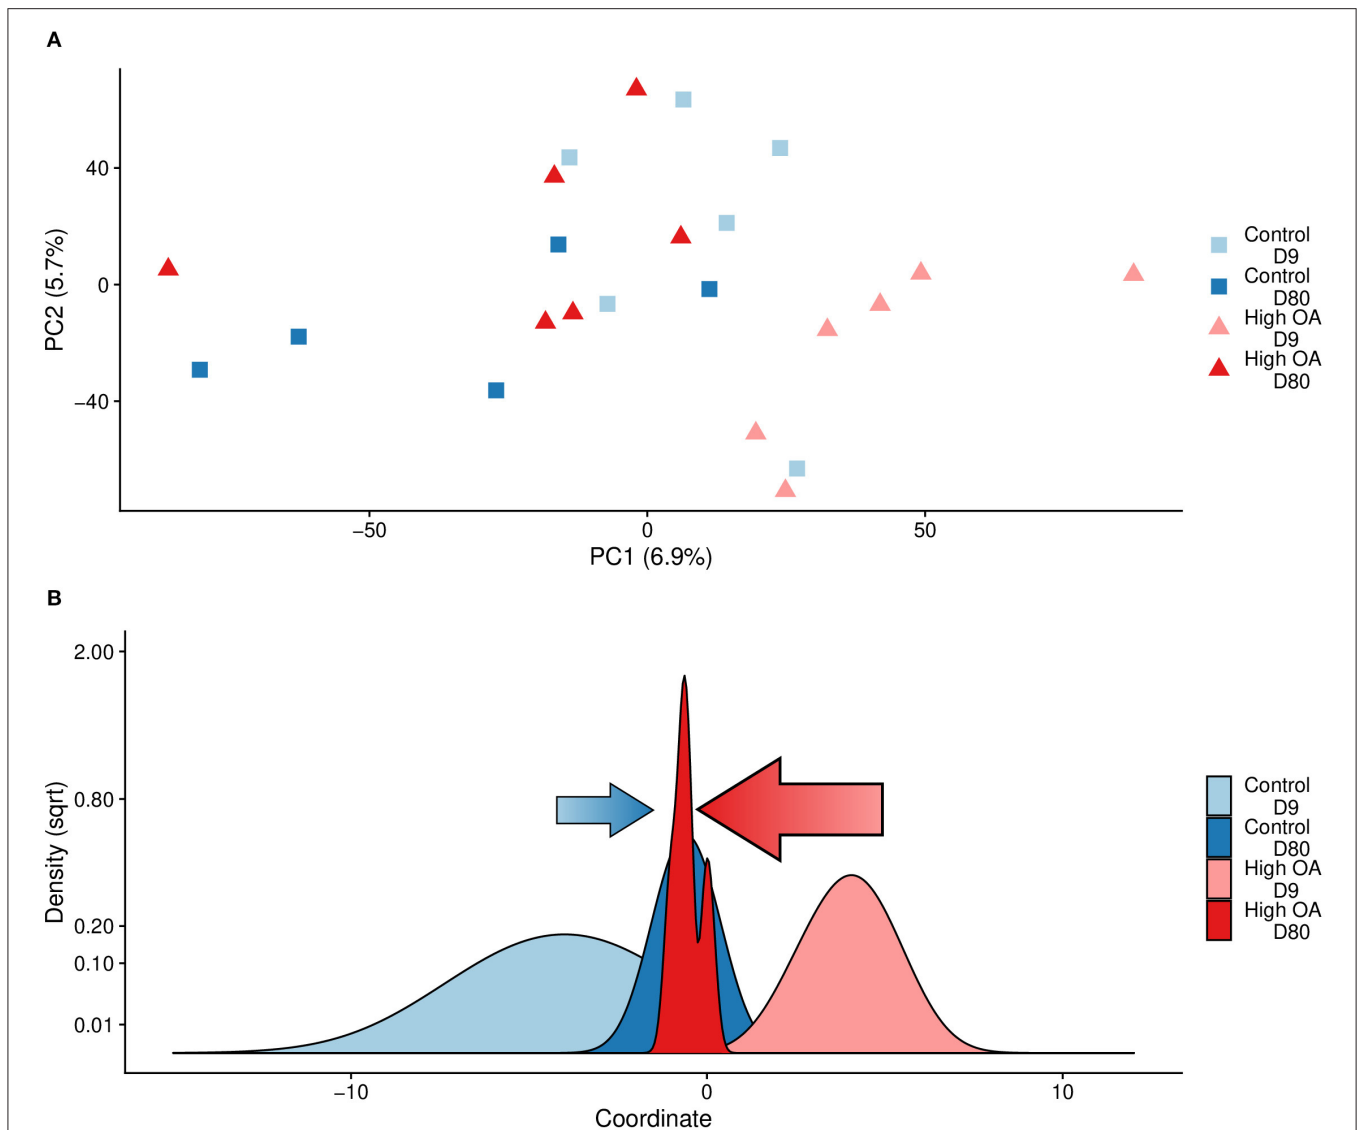 A
PC2 (5.7%)
40
0
−40
−50
0
50
PC1 (6.9%)
Control
D9
Control
D80
High OA
D9
High OA
D80
B
Density (sqrt)
2.00
0.80
0.20
0.10
0.01
−10
0
10
Coordinate
Control
D9
Control
D80
High OA
D9
High OA
D80